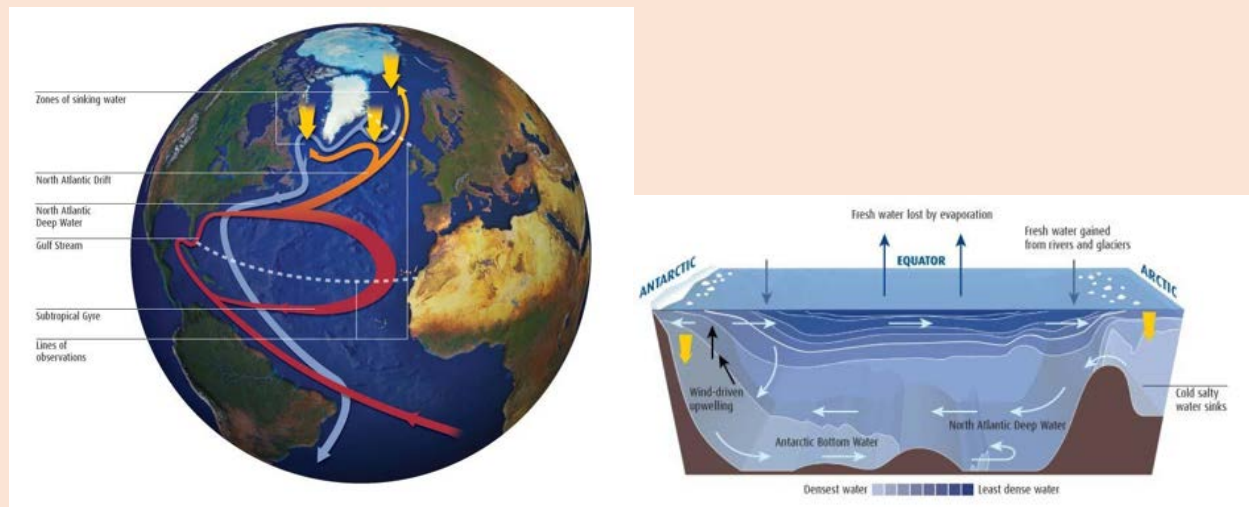 Zones of sinking water
North Atlantic Drift
North Atlantic
Deep Water
Gulf Stream
Subtropical Gyre
Lines of
observations
Fresh water lost by evaporation
Fresh water gained
from rivers and glaciers
ANTARCTIC
EQUATOR
ARCTIC
Wind-driven
upwelling
Cold salty
water sinks
North Atlantic Deep Water
Antarctic Bottom Water
Densest water
Least dense water